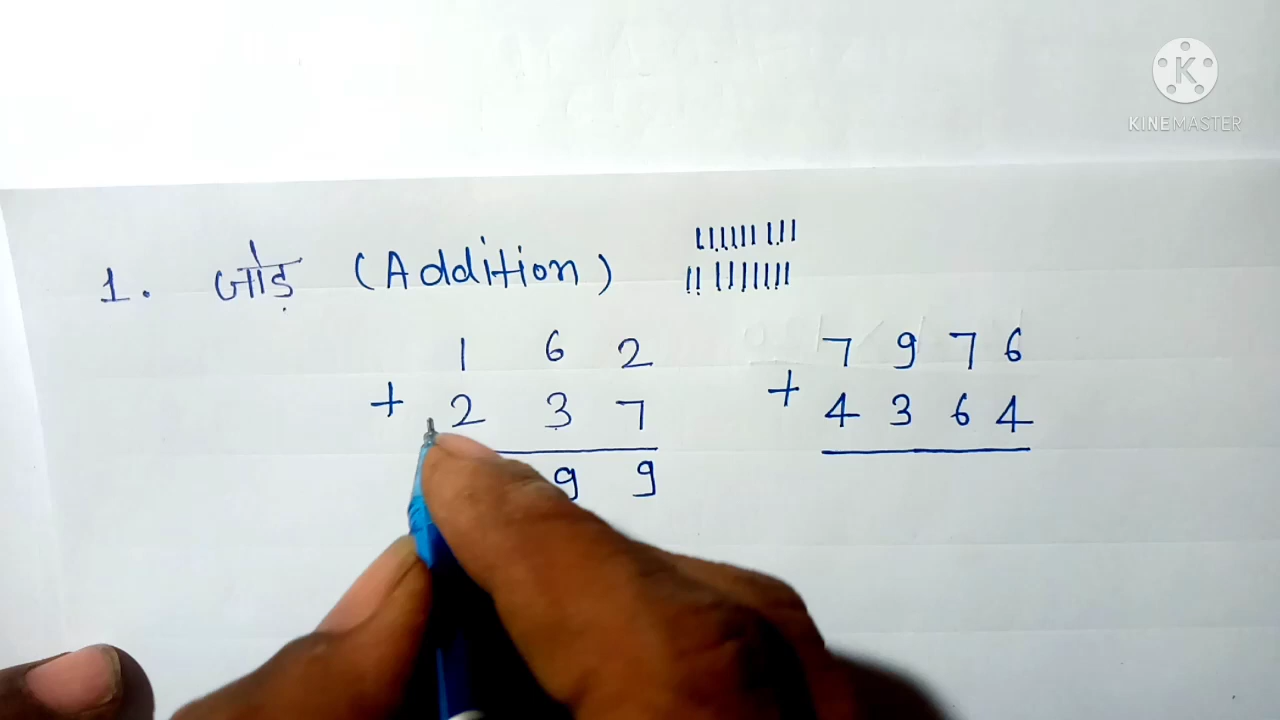 KINEMASTER
1. जोड़ (Addition)
1 6 2
+ 2 3 7
9 9
7 9 7 6
+ 4 3 6 4